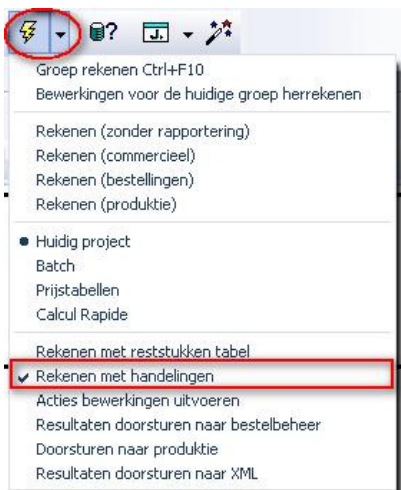 ?
J.
Groep rekenen Ctrl+F10
Bewerkingen voor de huidige groep herrekenen
Rekenen (zonder rapportering)
Rekenen (commercieel)
Rekenen (bestellingen)
Rekenen (produktie)
Huidig project
Batch
Prijstabellen
Calcul Rapide
Rekenen met reststukken tabel
Rekenen met handelingen
Acties bewerkingen uitvoeren
Resultaten doorsturen naar bestelbeheer
Doorsturen naar produktie
Resultaten doorsturen naar XML